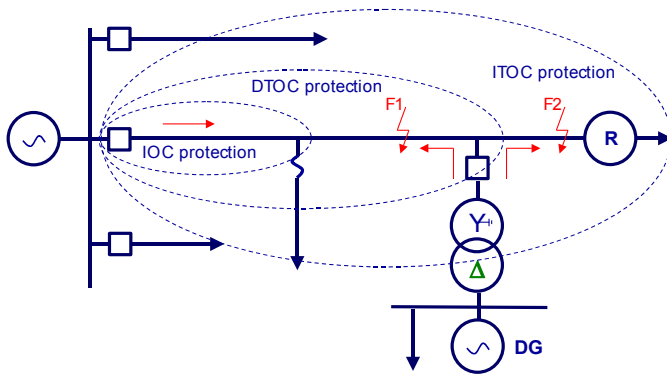 ITOC protection
DTOC protection
F1
F2
R
IOC protection
Y
Δ
DG